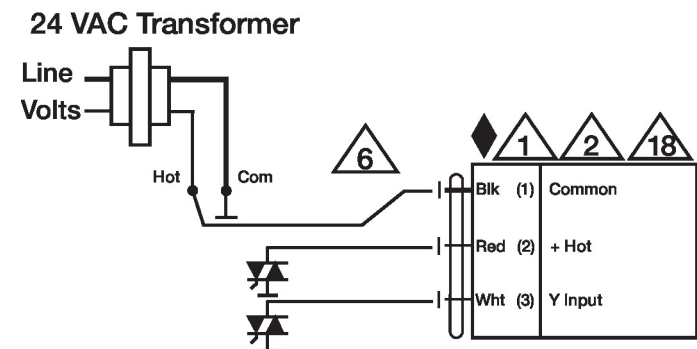 24 VAC Transformer
Line
Volts
Hot
Com
6
1
2
18
Blk (1) Common
Red (2) + Hot
Wht (3) Y Input